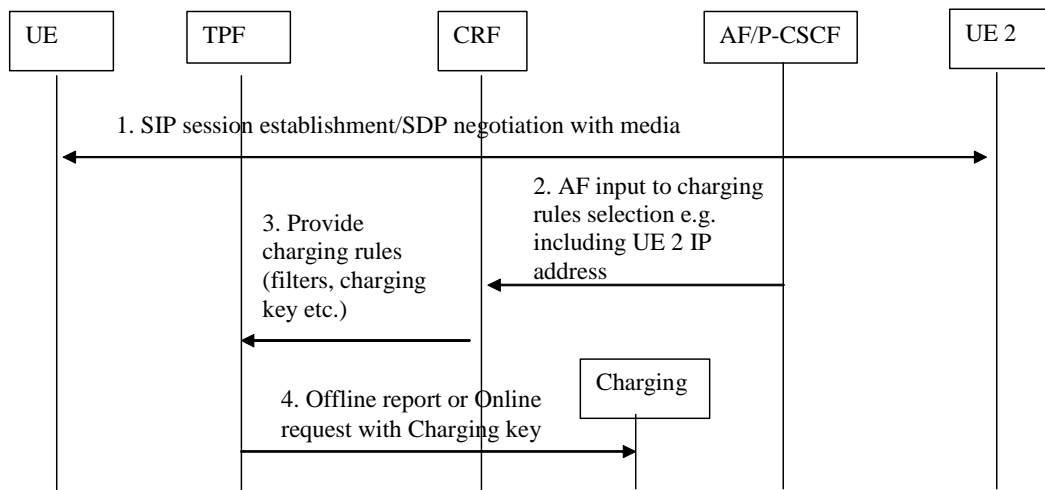 UE
TPF
CRF
AF/P-CSCF
UE 2
1. SIP session establishment/SDP negotiation with media
2. AF input to charging
rules selection e.g.
including UE 2 IP
address
3. Provide
charging rules
(filters, charging
key etc.)
Charging
4. Offline report or Online
request with Charging key